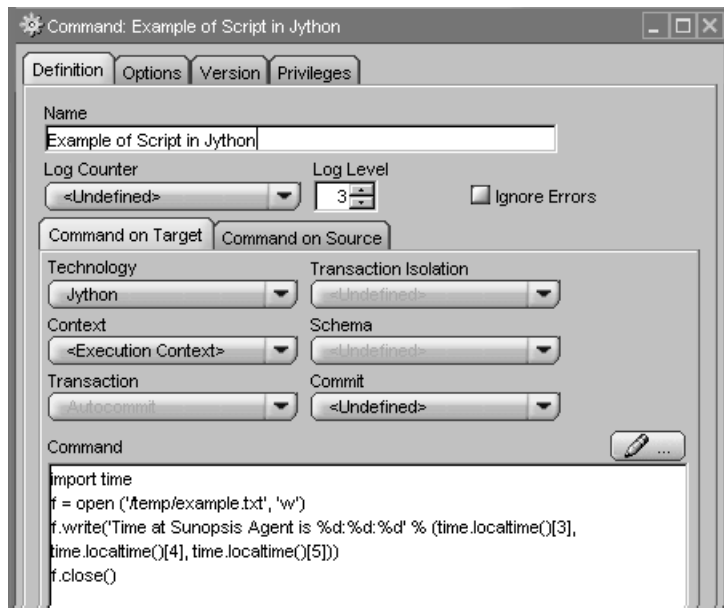 Command: Example of Script in Jython
Definition Options Version Privileges
Name
Example of Script in Jython
Log Counter Log Level
<Undefined> 3 Ignore Errors
Command on Target Command on Source
Technology Transaction Isolation
Jython <Undefined>
Context Schema
<Execution Context> <Undefined>
Transaction Commit
Autocommit <Undefined>
Command ...
import time
f = open ('/temp/example.txt', 'w')
f.write('Time at Sunopsis Agent is %d:%d:%d' % (time.localtime()[3],
time.localtime()[4], time.localtime()[5]))
f.close()